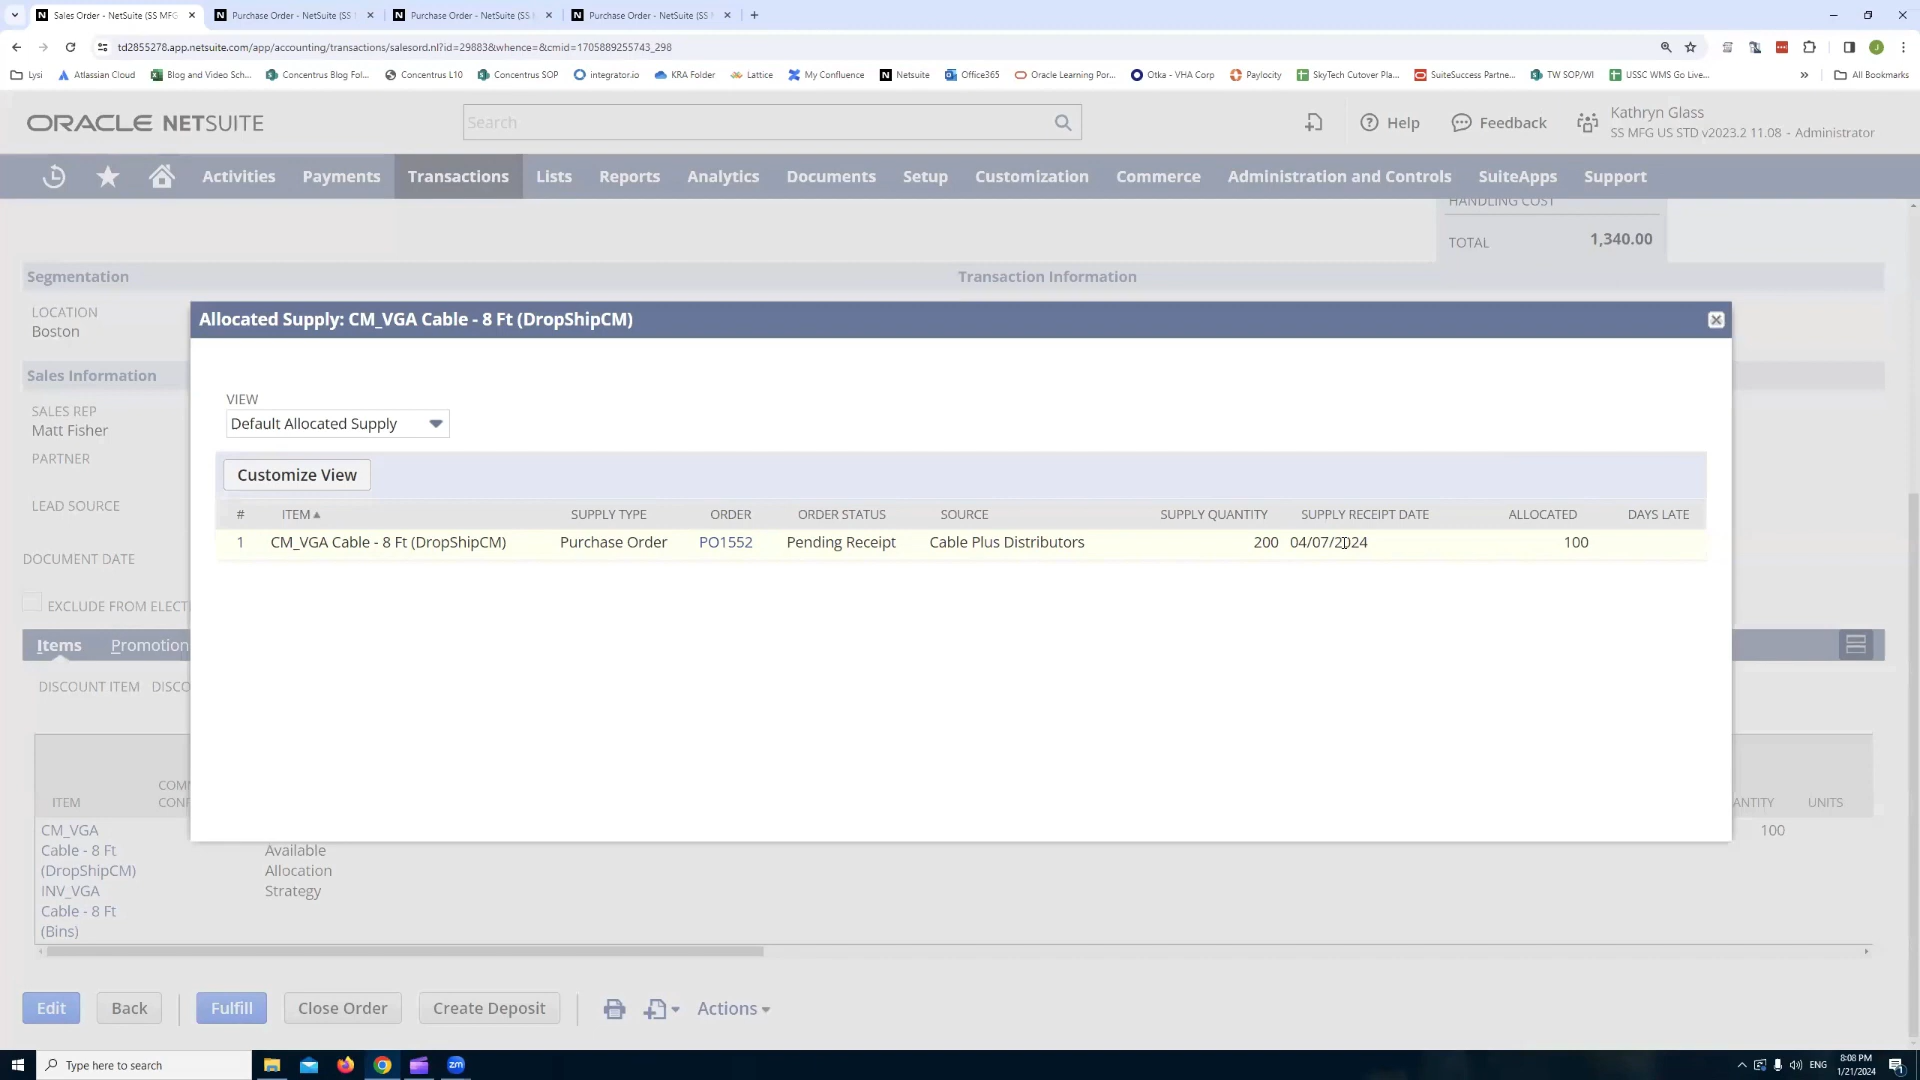 Sales Order - NetSuite (SS MFG
Purchase Order - NetSuite (SS
Purchase Order - NetSuite (SS
Purchase Order - NetSuite (SS
td2855278.app.netsuite.com/app/accounting/transactions/salesord.nl?id=29883&whence=&cmid=1705889255743_298
Lysi
Atlassian Cloud
Blog and Video Sch...
Concentrus Blog Fol...
Concentrus L10
Concentrus SOP
integrator.io
KRA Folder
Lattice
My Confluence
Netsuite
Office365
Oracle Learning Por...
Otka - VHA Corp
Paylocity
SkyTech Cutover Pla...
SuiteSuccess Partne...
TW SOP/WI
USSC WMS Go Live...
All Bookmarks
ORACLE NETSUITE
Search
Help
Feedback
Kathryn Glass
SS MFG US STD v2023.2 11.08 - Administrator
Activities
Payments
Transactions
Lists
Reports
Analytics
Documents
Setup
Customization
Commerce
Administration and Controls
SuiteApps
Support
HANDLING COST
TOTAL 1,340.00
Segmentation
Transaction Information
LOCATION
Boston
Allocated Supply: CM_VGA Cable - 8 Ft (DropShipCM)
Sales Information
SALES REP
Matt Fisher
PARTNER
LEAD SOURCE
DOCUMENT DATE
VIEW
Default Allocated Supply
Customize View
# ITEM SUPPLY TYPE ORDER ORDER STATUS SOURCE SUPPLY QUANTITY SUPPLY RECEIPT DATE ALLOCATED DAYS LATE
1 CM_VGA Cable - 8 Ft (DropShipCM) Purchase Order PO1552 Pending Receipt Cable Plus Distributors 200 04/07/2024 100
EXCLUDE FROM ELECT
Items
Promotion
DISCOUNT ITEM DISCO
ITEM
COMM
CONF
ANTITY UNITS
CM_VGA
Cable - 8 Ft
(DropShipCM)
INV_VGA
Cable - 8 Ft
(Bins)
Available
Allocation
Strategy
100
Edit
Back
Fulfill
Close Order
Create Deposit
Actions
Type here to search
zm
ENG
8:08 PM
1/21/2024